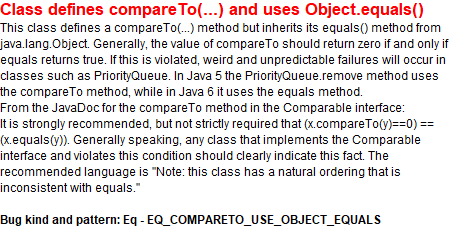 Class defines compareTo(...) and uses Object.equals()
This class defines a compareTo(...) method but inherits its equals() method from
java.lang.Object. Generally, the value of compareTo should return zero if and only if
equals returns true. If this is violated, weird and unpredictable failures will occur in
classes such as PriorityQueue. In Java 5 the PriorityQueue.remove method uses
the compareTo method, while in Java 6 it uses the equals method.
From the JavaDoc for the compareTo method in the Comparable interface:
It is strongly recommended, but not strictly required that (x.compareTo(y)==0) ==
(x.equals(y)). Generally speaking, any class that implements the Comparable
interface and violates this condition should clearly indicate this fact. The
recommended language is "Note: this class has a natural ordering that is
inconsistent with equals."
Bug kind and pattern: Eq - EQ_COMPARETO_USE_OBJECT_EQUALS